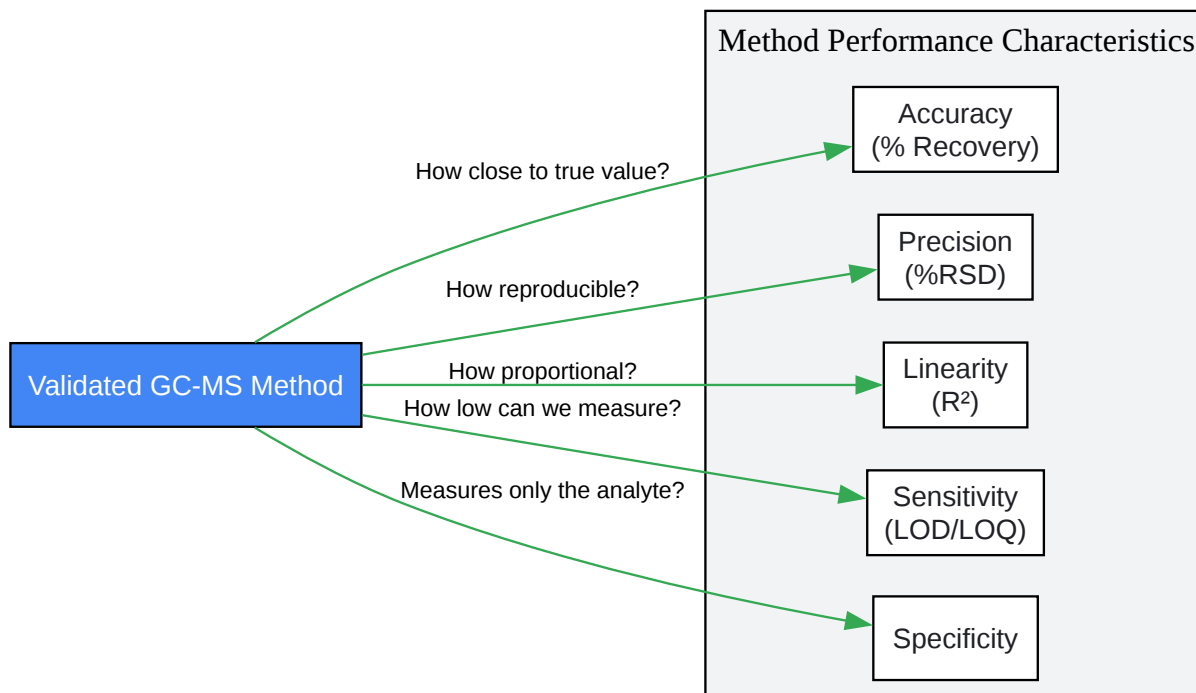 Method Performance Characteristics
Accuracy
(% Recovery)
How close to true value?
Precision
(%RSD)
How reproducible?
Validated GC-MS Method
How proportional?
Linearity
(R²)
How low can we measure?
Measures only the analyte?
Sensitivity
(LOD/LOQ)
Specificity